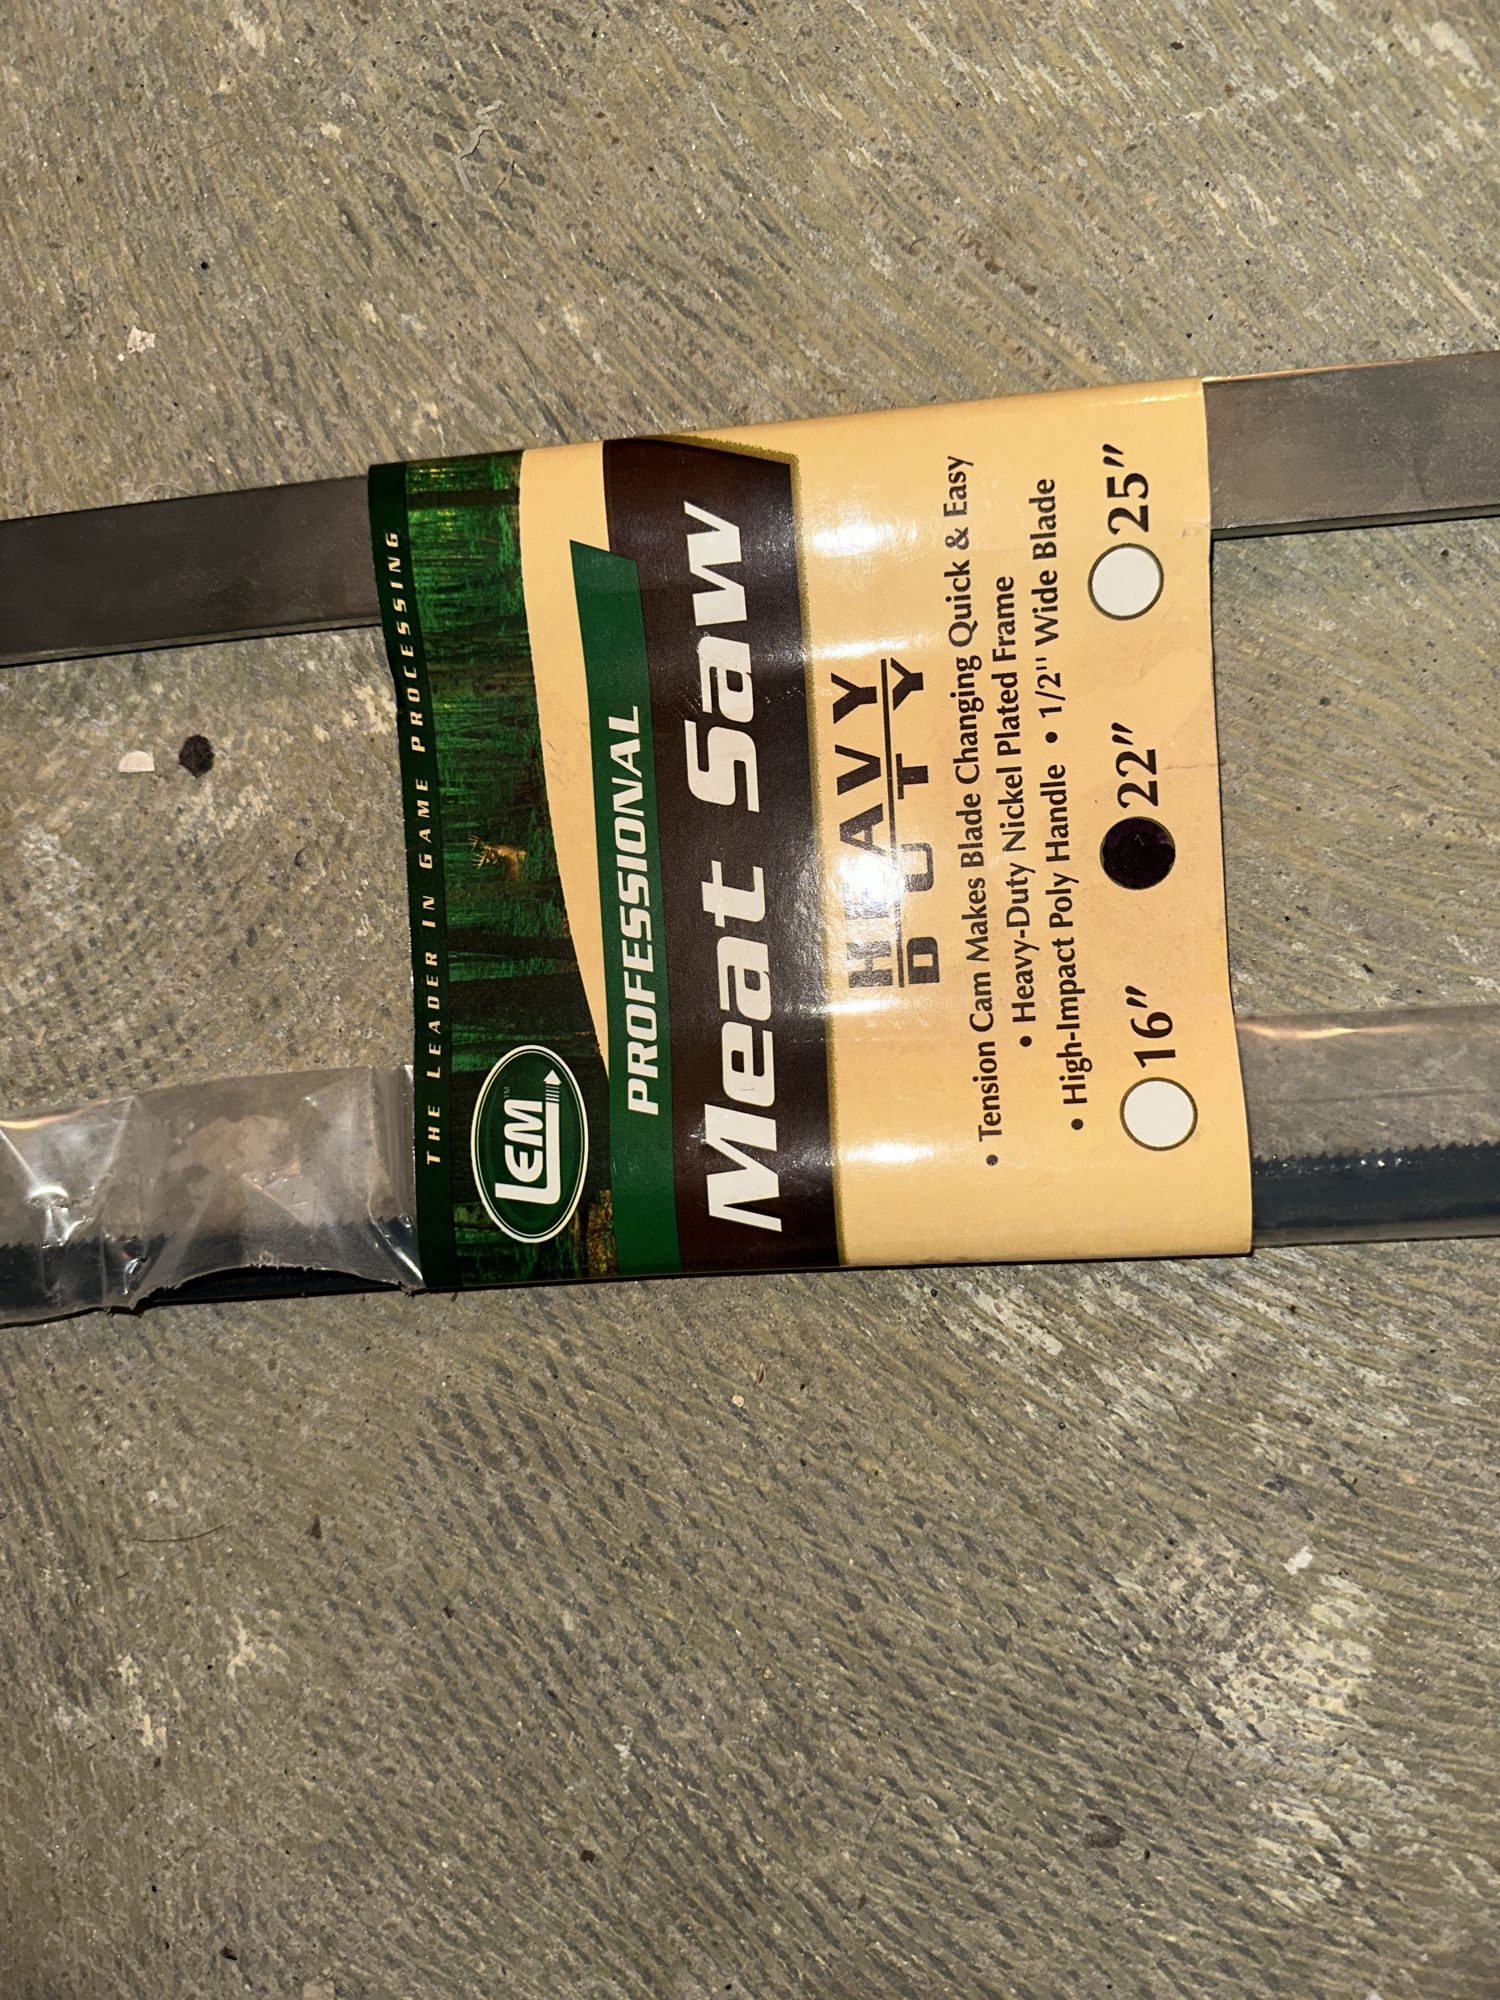 THE LEADER IN GAME PROCESSING
LEM™
PROFESSIONAL
Meat Saw
HEAVY
DUTY
• Tension Cam Makes Blade Changing Quick & Easy
• Heavy-Duty Nickel Plated Frame
• High-Impact Poly Handle • 1/2" Wide Blade
16" 22" 25"